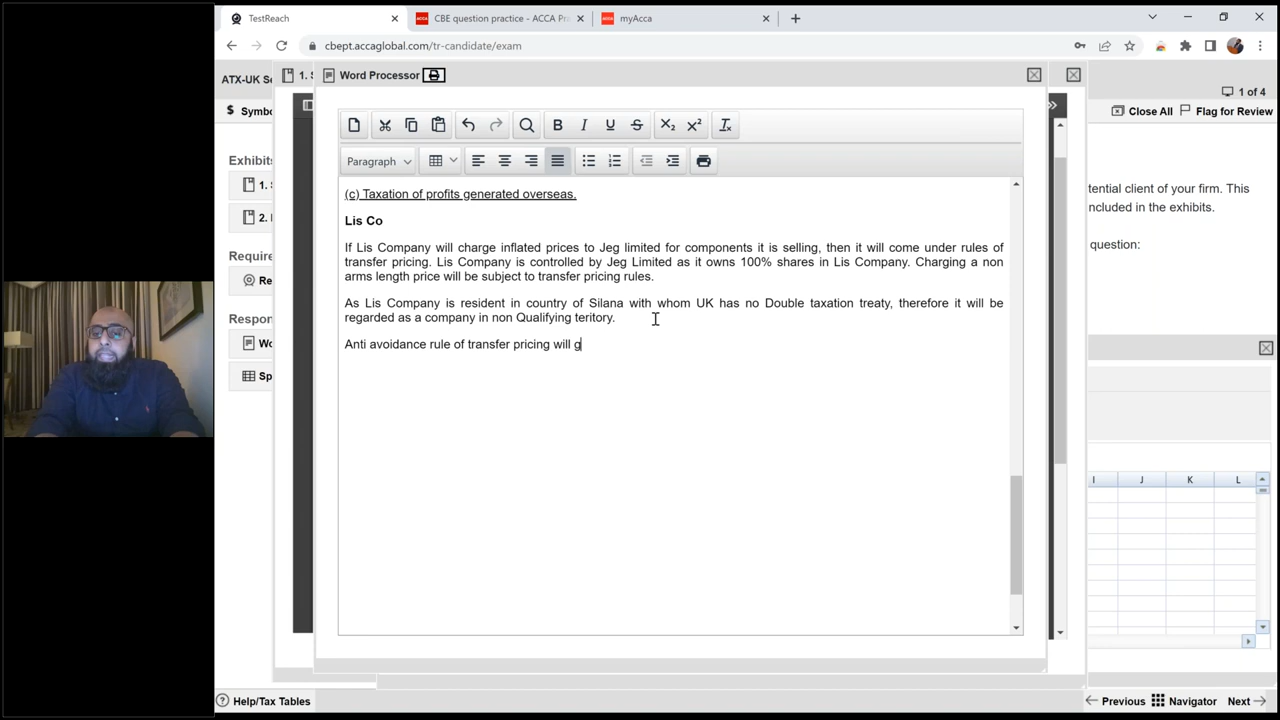 TestReach
CBE question practice - ACCA Pra
myAcca
cbept.accaglobal.com/tr-candidate/exam
ATX-UK Se
1. S
Word Processor
1 of 4
$ Symbo
Close All
Flag for Review
Paragraph
Exhibits
1. S
2. I
Require
Re
Respon
Wo
Sp
(c) Taxation of profits generated overseas.
Lis Co
If Lis Company will charge inflated prices to Jeg limited for components it is selling, then it will come under rules of
transfer pricing. Lis Company is controlled by Jeg Limited as it owns 100% shares in Lis Company. Charging a non
arms length price will be subject to transfer pricing rules.
As Lis Company is resident in country of Silana with whom UK has no Double taxation treaty, therefore it will be
regarded as a company in non Qualifying teritory.
Anti avoidance rule of transfer pricing will g
tential client of your firm. This
ncluded in the exhibits.
question:
I J K L
Help/Tax Tables
Previous
Navigator
Next